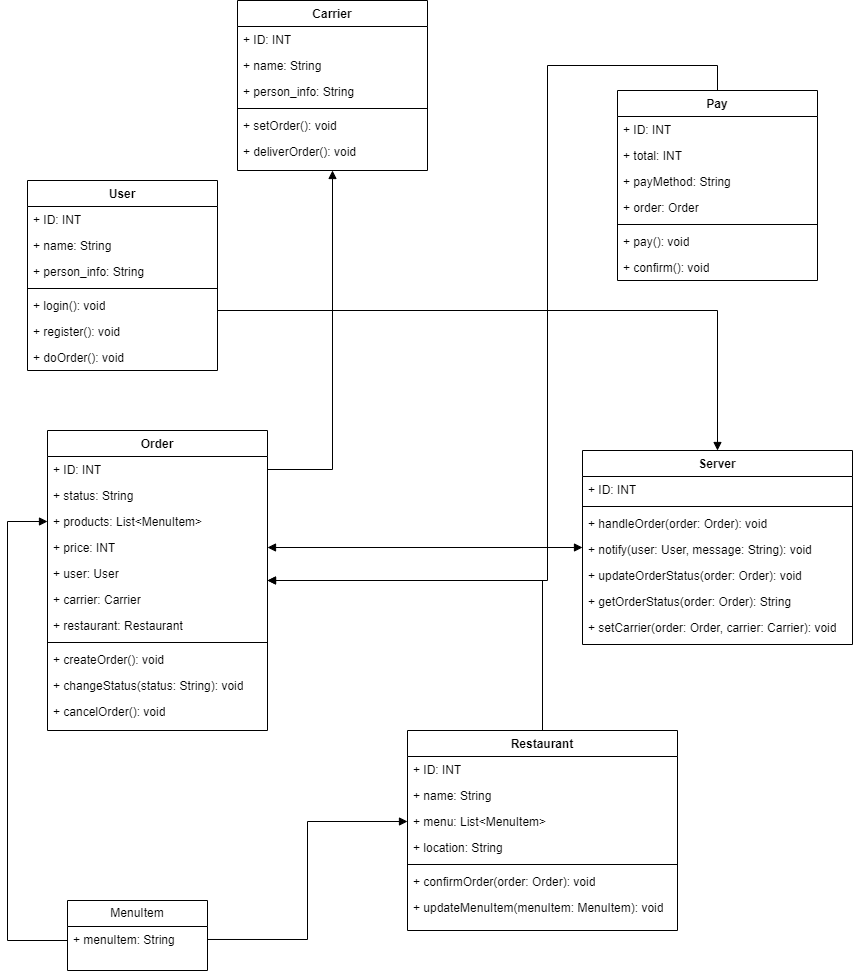 Carrier
+ ID: INT
+ name: String
+ person_info: String
+ setOrder(): void
+ deliverOrder(): void
Pay
+ ID: INT
+ total: INT
+ payMethod: String
+ order: Order
+ pay(): void
+ confirm(): void
User
+ ID: INT
+ name: String
+ person_info: String
+ login(): void
+ register(): void
+ doOrder(): void
Order
+ ID: INT
+ status: String
+ products: List<MenuItem>
+ price: INT
+ user: User
+ carrier: Carrier
+ restaurant: Restaurant
+ createOrder(): void
+ changeStatus(status: String): void
+ cancelOrder(): void
Server
+ ID: INT
+ handleOrder(order: Order): void
+ notify(user: User, message: String): void
+ updateOrderStatus(order: Order): void
+ getOrderStatus(order: Order): String
+ setCarrier(order: Order, carrier: Carrier): void
Restaurant
+ ID: INT
+ name: String
+ menu: List<MenuItem>
+ location: String
+ confirmOrder(order: Order): void
+ updateMenuItem(menuItem: MenuItem): void
MenuItem
+ menuItem: String